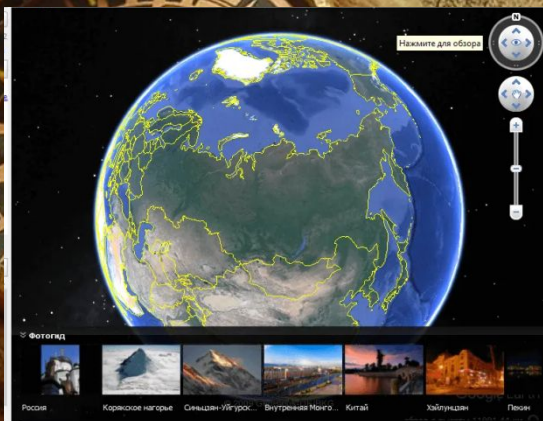 N
Нажмите для обзора
Фотогид
Россия
Корякское нагорье
Синьцзян-Уйгурск...
Внутренняя Монго...
Китай
Хэйлунцзян
Пекин